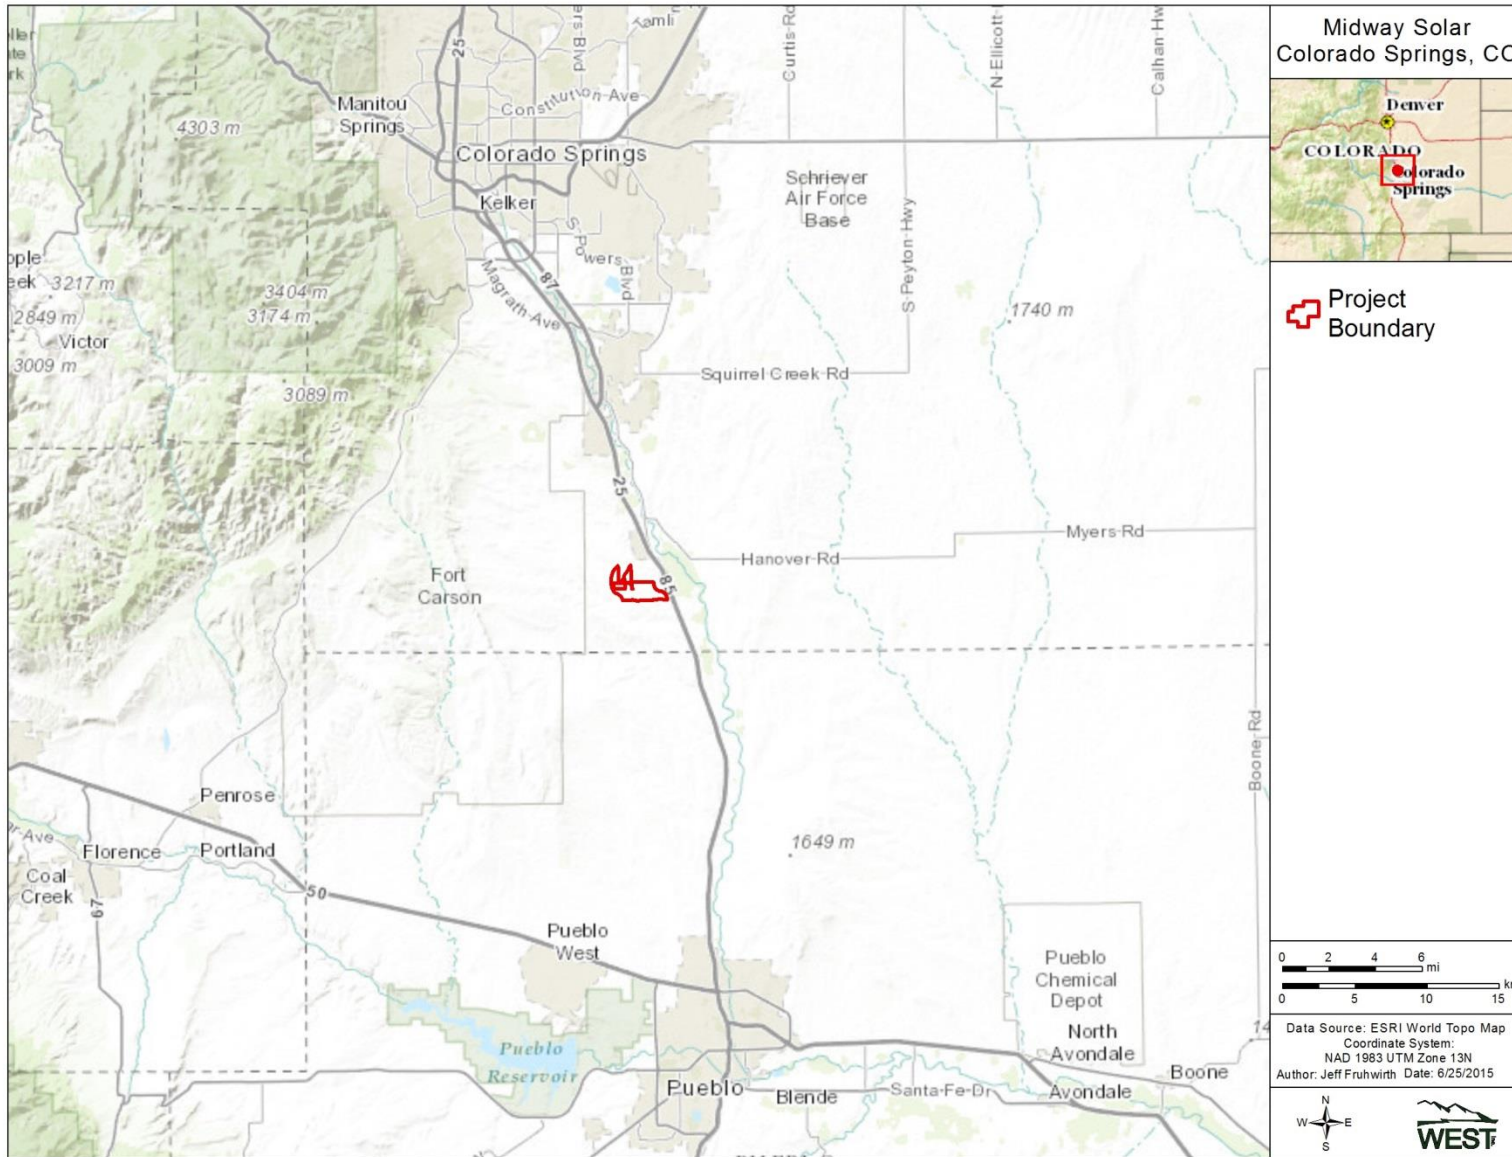 Midway Solar
Colorado Springs, CO
Denver
COLORADO
Colorado
Springs
Project
Boundary
25
Constitution Ave
Curtis Rd
N Ellicott
Calhan Hw
Manitou
Springs
4303 m
Colorado Springs
Kelker
Schriever
Air Force
Base
S Powers Blvd
S Peyton Hwy
87
Magrath Ave
3217 m
3404 m
2849 m
3174 m
Victor
3009 m
3089 m
1740 m
Squirrel Creek Rd
25
Myers Rd
Hanover Rd
85
Fort
Carson
Boone Rd
Penrose
1649 m
Florence
Portland
Coal
Creek
50
67
Pueblo
West
Pueblo
Chemical
Depot
North
Avondale
Pueblo
Reservoir
Pueblo
Blende
Santa Fe Dr
Avondale
Boone
0 2 4 6 mi
0 5 10 15
Data Source: ESRI World Topo Map
Coordinate System:
NAD 1983 UTM Zone 13N
Author: Jeff Fruhwirth Date: 6/25/2015
N
W E
S
WEST